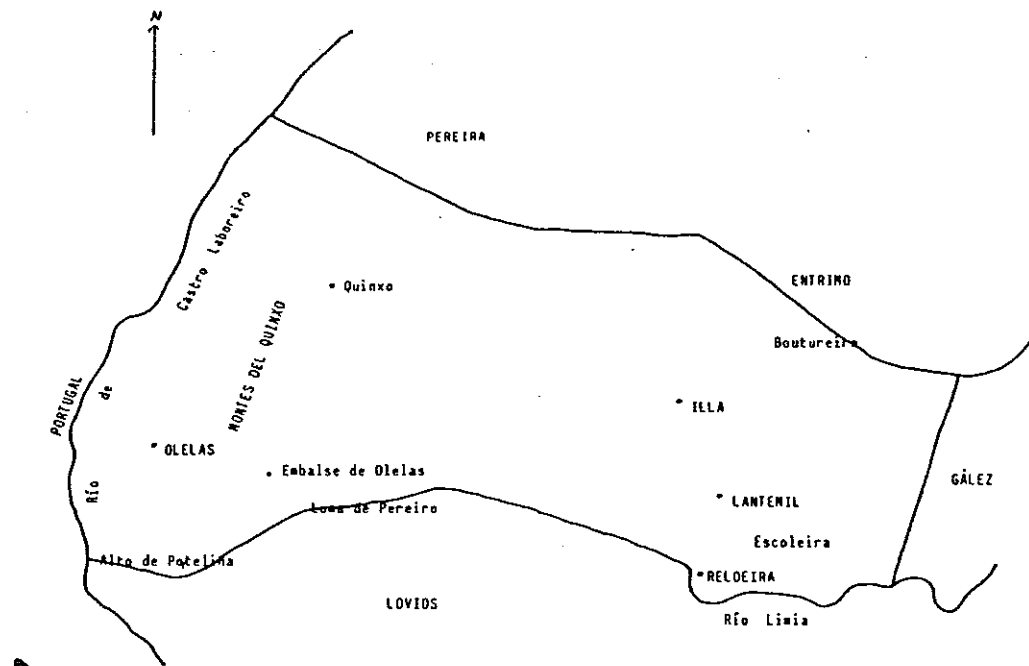 N
PEREIRA
Castro Laboreiro
ENTRIMO
Quinxo
Boutureira
MONTES DEL QUINXO
PORTUGAL
de
ILLA
OLELAS
Embalse de Olelas
GÁLEZ
Río
LANTEMIL
Loma de Pereiro
Escoleira
Alto de Poteliña
RELOEIRA
LOVIOS
Río Limia